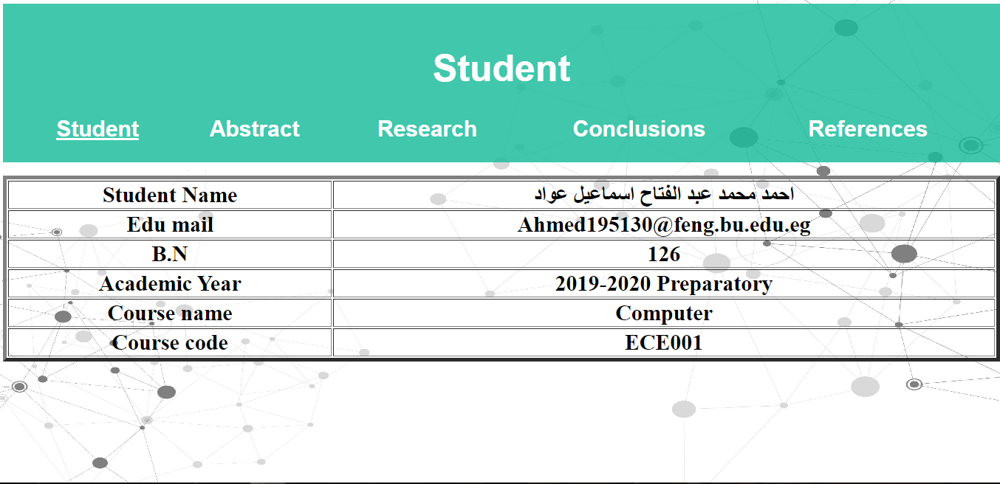 Student
Student Abstract Research Conclusions References
Student Name احمد محمد عبد الفتاح اسماعيل عواد
Edu mail Ahmed195130@feng.bu.edu.eg
B.N 126
Academic Year 2019-2020 Preparatory
Course name Computer
Course code ECE001